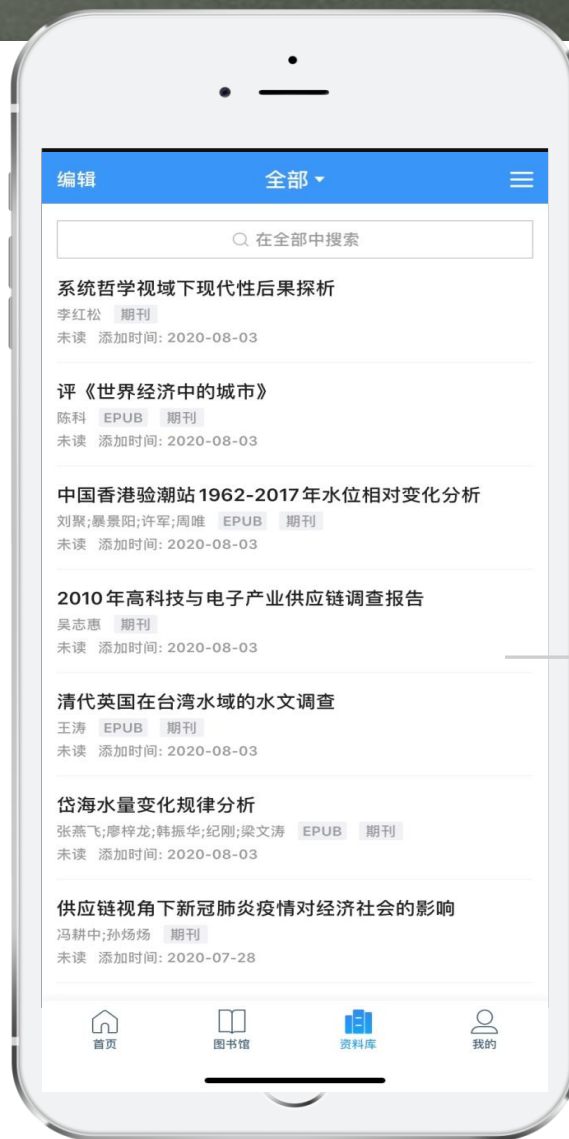 编辑
全部
在全部中搜索
系统哲学视域下现代性后果探析
李红松 期刊
未读 添加时间: 2020-08-03
评《世界经济中的城市》
陈科 EPUB 期刊
未读 添加时间: 2020-08-03
中国香港验潮站1962-2017年水位相对变化分析
刘聚;暴景阳;许军;周唯 EPUB 期刊
未读 添加时间: 2020-08-03
2010年高科技与电子产业供应链调查报告
吴志惠 期刊
未读 添加时间: 2020-08-03
清代英国在台湾水域的水文调查
王涛 EPUB 期刊
未读 添加时间: 2020-08-03
岱海水量变化规律分析
张燕飞;廖梓龙;韩振华;纪刚;梁文涛 EPUB 期刊
未读 添加时间: 2020-08-03
供应链视角下新冠肺炎疫情对经济社会的影响
冯耕中;孙炀炀 期刊
未读 添加时间: 2020-07-28
首页
图书馆
资料库
我的